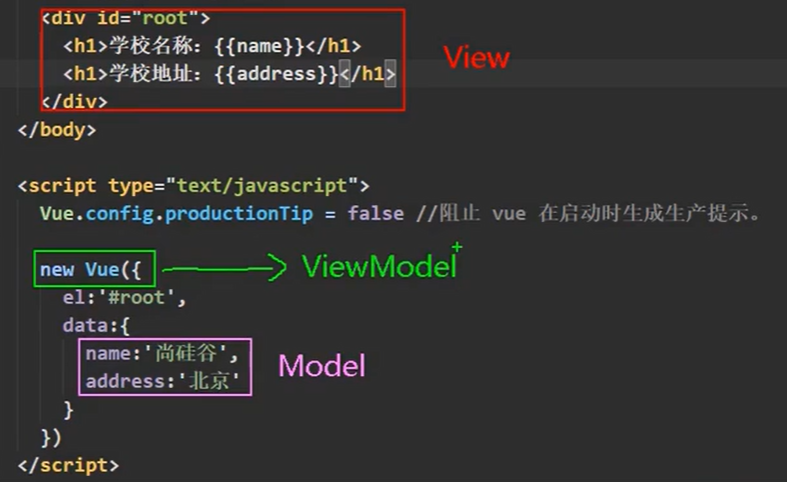 <div id="root">
<h1>学校名称：{{name}}</h1>
<h1>学校地址：{{address}}</h1>
View
</div>
</body>
<script type="text/javascript">
Vue.config.productionTip = false //阻止 vue 在启动时生成生产提示。
new Vue({
ViewModel
el:'#root',
data:{
name:'尚硅谷',
address:'北京'
Model
}
})
</script>